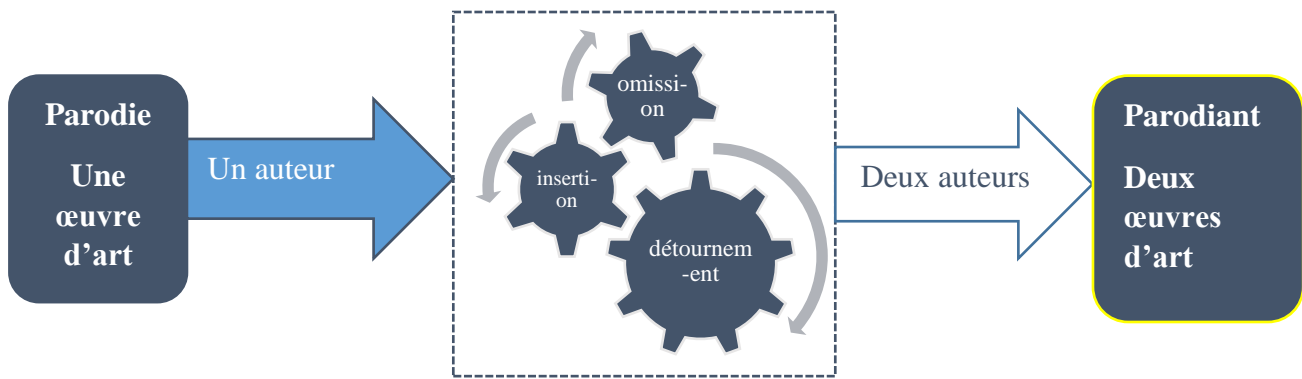 Parodie
Une
œuvre
d’art
Un auteur
omissi-
on
inserti-
on
détournem
-ent
Deux auteurs
Parodiant
Deux
œuvres
d’art